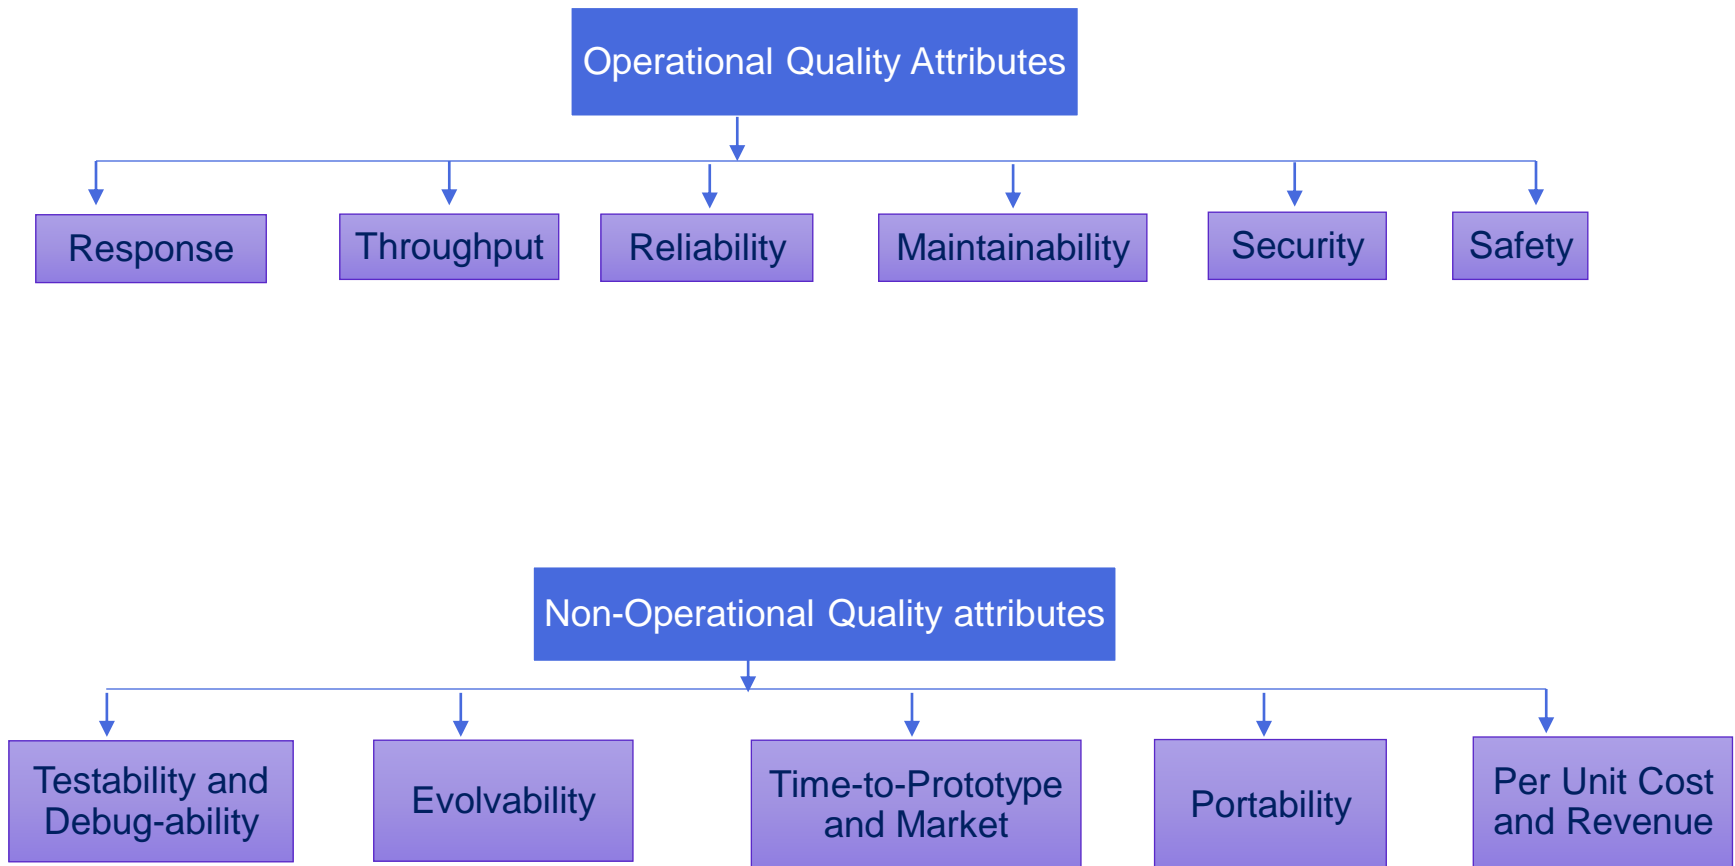 Operational Quality Attributes
Response
Throughput
Reliability
Maintainability
Security
Safety
Non-Operational Quality attributes
Testability and
Debug-ability
Evolvability
Time-to-Prototype
and Market
Portability
Per Unit Cost
and Revenue